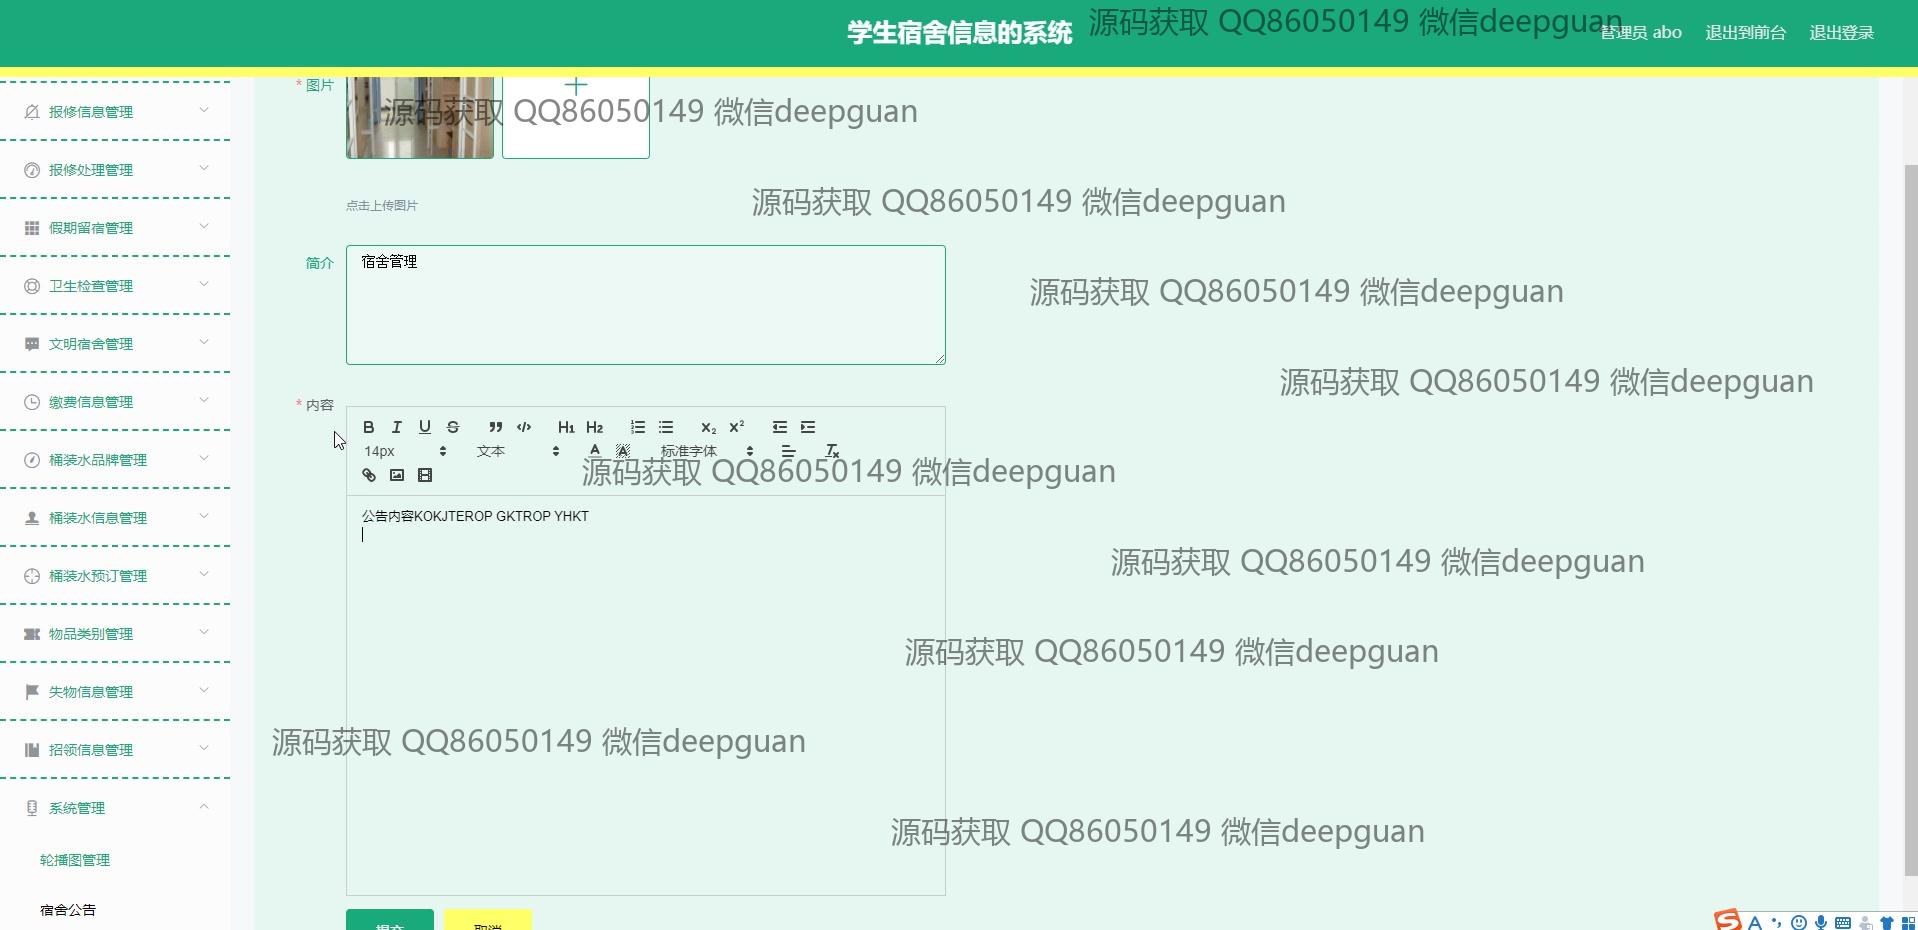 学生宿舍信息的系统
源码获取 QQ86050149 微信deepguan
管理员 abo
退出到前台
退出登录
* 图片
源码获取 QQ86050149 微信deepguan
点击上传图片
源码获取 QQ86050149 微信deepguan
简介
宿舍管理
源码获取 QQ86050149 微信deepguan
源码获取 QQ86050149 微信deepguan
* 内容
B I U S H1 H2 X₂ X²
14px
文本
A
A
标准字体
Tx
源码获取 QQ86050149 微信deepguan
公告内容KOKJTEROP GKTROP YHKT
源码获取 QQ86050149 微信deepguan
源码获取 QQ86050149 微信deepguan
源码获取 QQ86050149 微信deepguan
源码获取 QQ86050149 微信deepguan
提交
取消
报修信息管理
报修处理管理
假期留宿管理
卫生检查管理
文明宿舍管理
缴费信息管理
桶装水品牌管理
桶装水信息管理
桶装水预订管理
物品类别管理
失物信息管理
招领信息管理
系统管理
轮播图管理
宿舍公告
S A